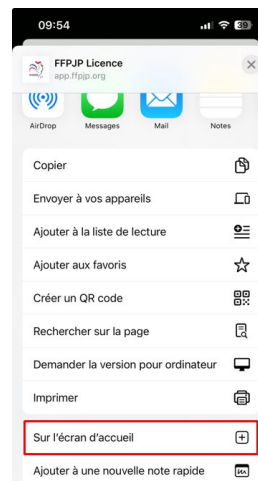 09:54
39
FFPJP Licence
app.ffpjp.org
AirDrop
Messages
Mail
Notes
Copier
Envoyer à vos appareils
Ajouter à la liste de lecture
Ajouter aux favoris
Créer un QR code
Rechercher sur la page
Demander la version pour ordinateur
Imprimer
Sur l'écran d'accueil
Ajouter à une nouvelle note rapide